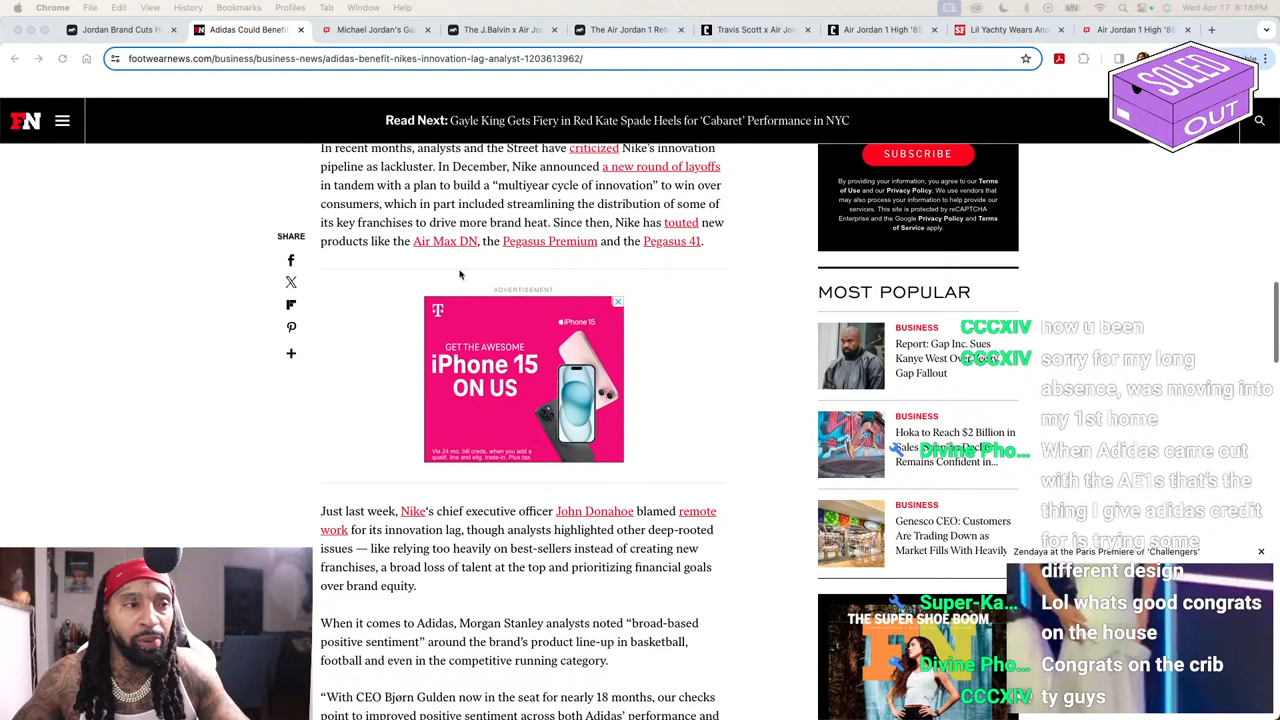 Chrome
File
Edit
View
History
Bookmarks
Profiles
Tab
Window
Help
Jordan Brand Cuts H
Adidas Could Benefit
Michael Jordan's Ga
The J.Balvin x Air Jo
The Air Jordan 1 Ret
Travis Scott x Air Jo
Air Jordan 1 High '8
Lil Yachty Wears An
Air Jordan 1 High '8
footwearnews.com/business/business-news/adidas-benefit-nikes-innovation-lag-analyst-1203613962/
SOLES
OUT
FN
Read Next: Gayle King Gets Fiery in Red Kate Spade Heels for ‘Cabaret’ Performance in NYC
In recent months, analysts and the Street have criticized Nike's innovation
pipeline as lackluster. In December, Nike announced a new round of layoffs
in tandem with a plan to build a “multiyear cycle of innovation” to win over
consumers, which in part included streamlining the distribution of some of
its key franchises to drive more brand heat. Since then, Nike has touted new
products like the Air Max DN, the Pegasus Premium and the Pegasus 41.
SHARE
ADVERTISEMENT
T
iPhone 15
GET THE AWESOME
iPhone 15
ON US
Via 24 mo. bill creds. when you add a
qualif. line and elig. trade-in, Plus tax.
Just last week, Nike‘s chief executive officer John Donahoe blamed remote
work for its innovation lag, though analysts highlighted other deep-rooted
issues — like relying too heavily on best-sellers instead of creating new
franchises, a broad loss of talent at the top and prioritizing financial goals
over brand equity.
When it comes to Adidas, Morgan Stanley analysts noted “broad-based
positive sentiment” around the brand's product line-up in basketball,
football and even in the competitive running category.
“With CEO Bjorn Gulden now in the seat for nearly 18 months, our checks
point to improved positive sentiment across both Adidas' performance and
SUBSCRIBE
By providing your information, you agree to our Terms
of Use and our Privacy Policy. We use vendors that
may also process your information to help provide our
services. This site is protected by reCAPTCHA
Enterprise and the Google Privacy Policy and Terms
of Service apply.
MOST POPULAR
BUSINESS
Report: Gap Inc. Sues
Kanye West Over Yeezy
Gap Fallout
BUSINESS
Hoka to Reach $2 Billion in
Remains Confident in...
BUSINESS
Genesco CEO: Customers
Are Trading Down as
Market Fills With Heavily
THE SUPER SHOE BOOM
Zendaya at the Paris Premiere of 'Challengers'
CCCXIV how u been
CCCXIV sorry for my long
absence, was moving into
my 1st home
Divine Pho... When Adidas came out
with the AE1s that's the
thing I give adidas credit
for is trying some
different design
Super-Ka... Lol whats good congrats
on the house
Divine Pho... Congrats on the crib
CCCXIV ty guys